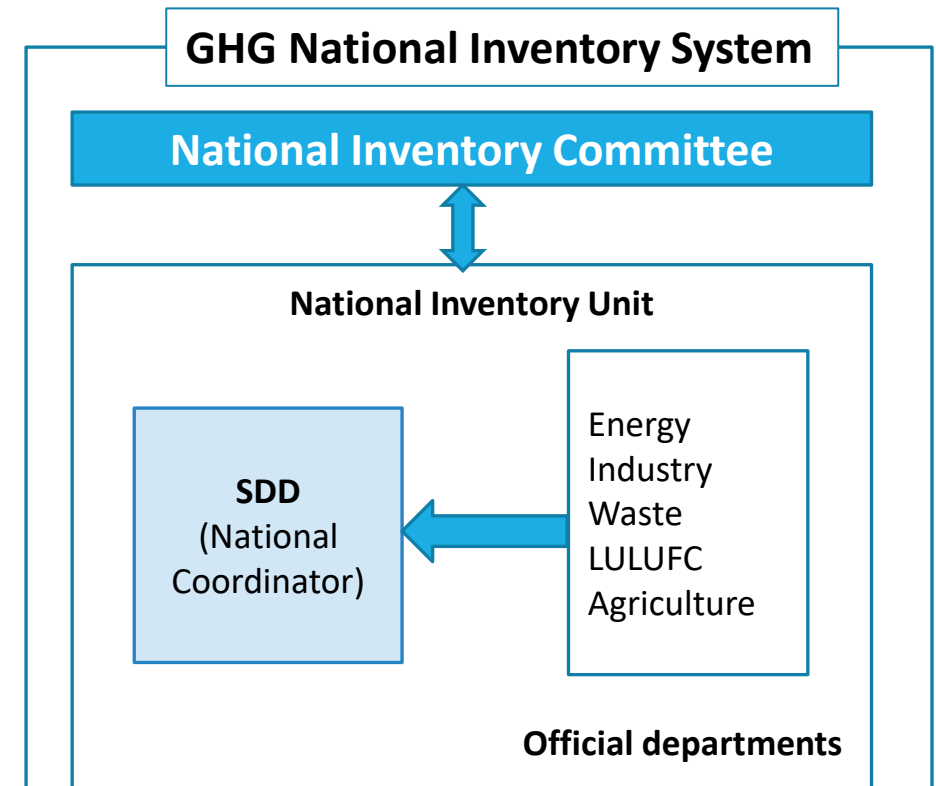 GHG National Inventory System
National Inventory Committee
National Inventory Unit
SDD
(National
Coordinator)
Energy
Industry
Waste
LULUFC
Agriculture
Official departments